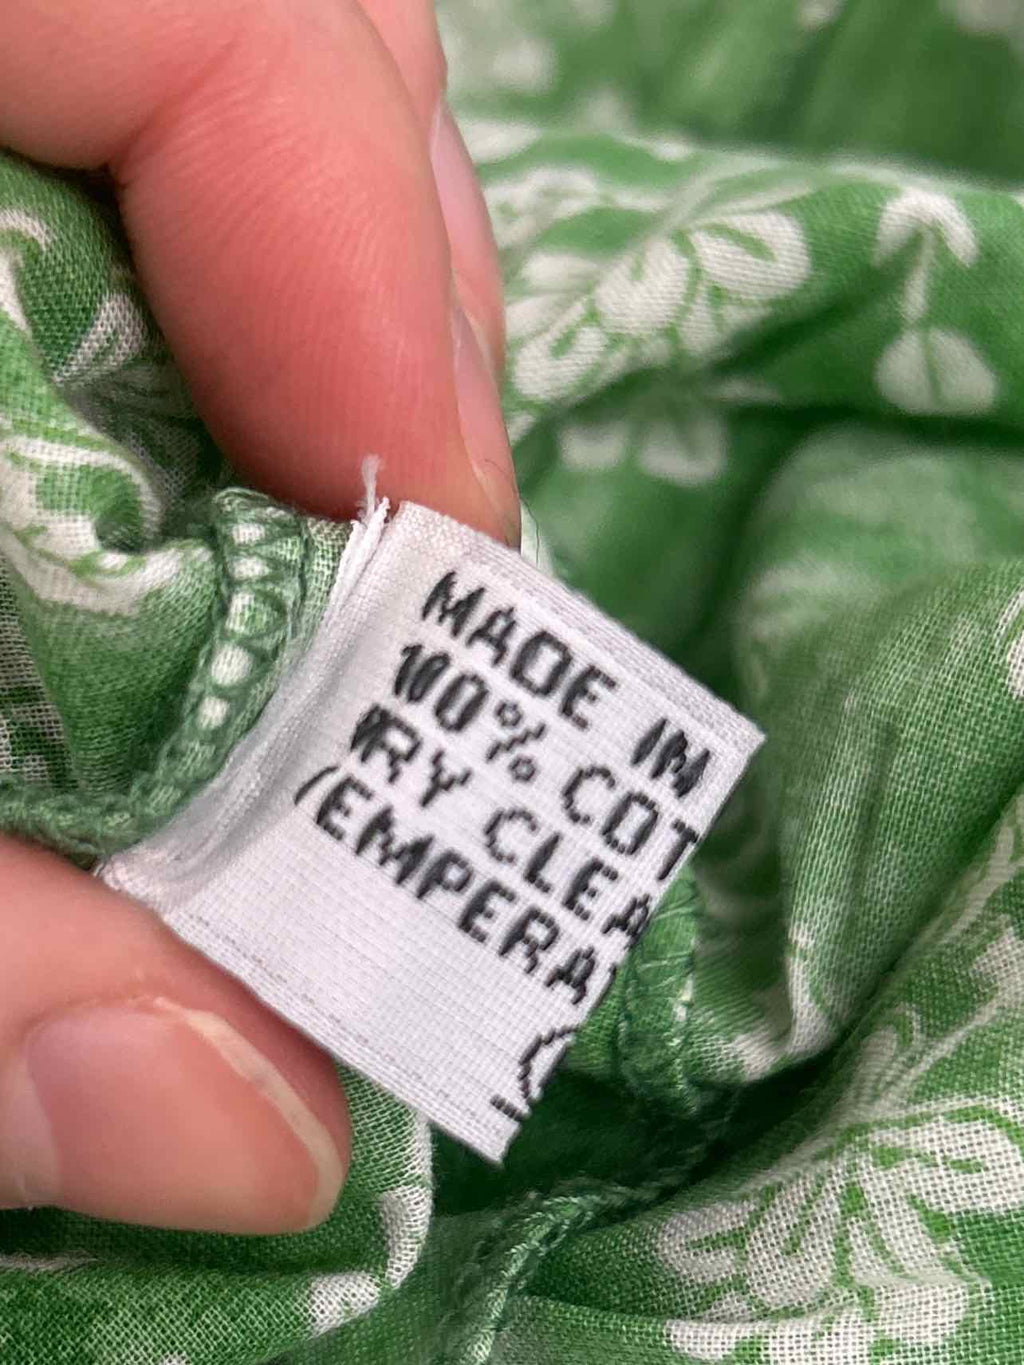 MADE IN
100% COT
RY CLEA
(EMPERA